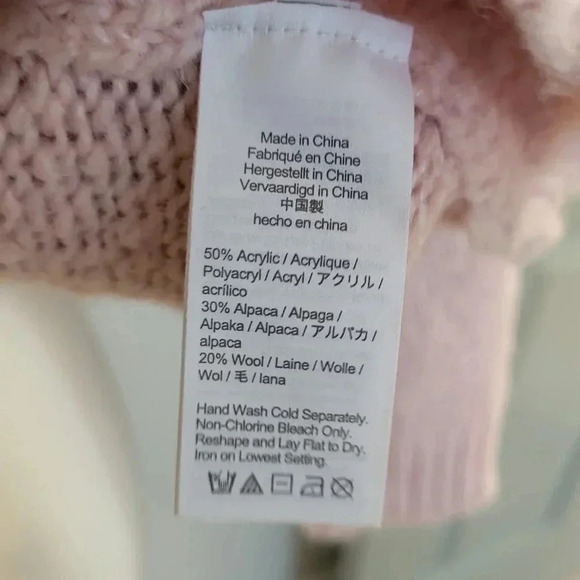 Made in China
Fabriqué en Chine
Hergestellt in China
Vervaardigd in China
中国製
hecho en china
50% Acrylic / Acrylique /
Polyacryl / Acryl / アクリル /
acrílico
30% Alpaca / Alpaga /
Alpaka / Alpaca / アルパカ /
alpaca
20% Wool / Laine / Wolle /
Wol / 毛 / lana
Hand Wash Cold Separately.
Non-Chlorine Bleach Only.
Reshape and Lay Flat to Dry.
Iron on Lowest Setting.